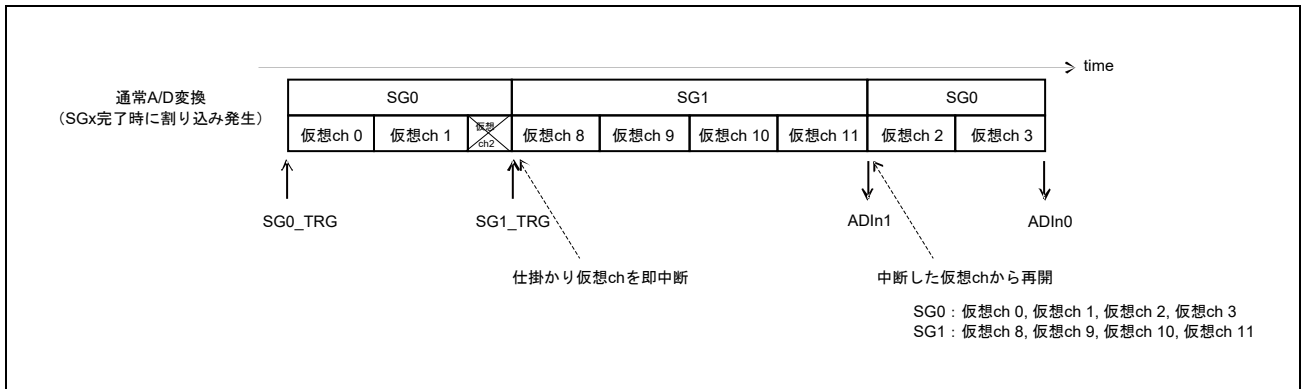 time
通常A/D変換
(SGx完了時に割り込み発生)
SG0
SG1
SG0
仮想ch 0
仮想ch 1
仮想
ch2
仮想ch 8
仮想ch 9
仮想ch 10
仮想ch 11
仮想ch 2
仮想ch 3
SG0_TRG
SG1_TRG
ADIn1
ADIn0
仕掛かり仮想chを即中断
中断した仮想chから再開
SG0:仮想ch 0, 仮想ch 1, 仮想ch 2, 仮想ch 3
SG1:仮想ch 8, 仮想ch 9, 仮想ch 10, 仮想ch 11